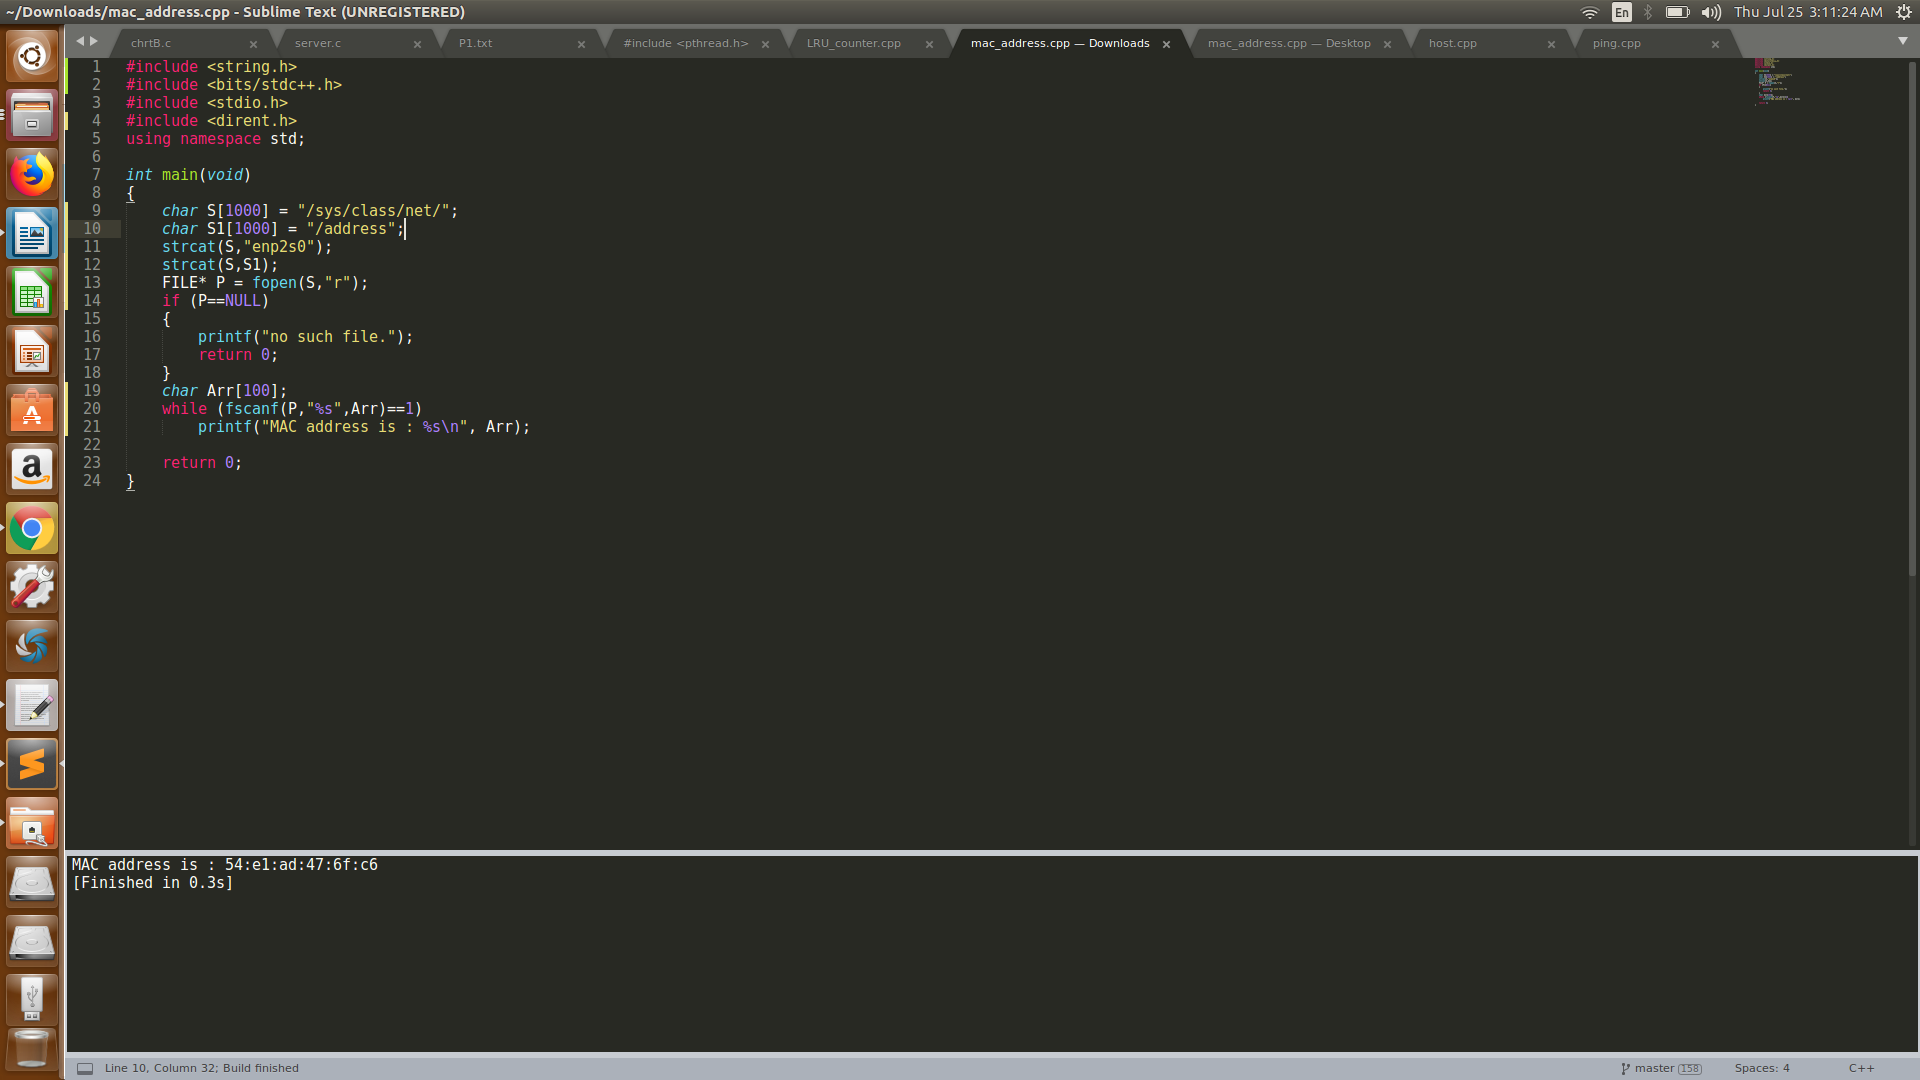 ~/Downloads/mac_address.cpp - Sublime Text (UNREGISTERED)
En
Thu Jul 25 3:11:24 AM
chrtB.c × server.c × P1.txt × #include <pthread.h> × LRU_counter.cpp × mac_address.cpp — Downloads × mac_address.cpp — Desktop × host.cpp × ping.cpp ×
1 #include <string.h>
2 #include <bits/stdc++.h>
3 #include <stdio.h>
4 #include <dirent.h>
5 using namespace std;
6
7 int main(void)
8 {
9     char S[1000] = "/sys/class/net/";
10     char S1[1000] = "/address";
11     strcat(S,"enp2s0");
12     strcat(S,S1);
13     FILE* P = fopen(S,"r");
14     if (P==NULL)
15     {
16         printf("no such file.");
17         return 0;
18     }
19     char Arr[100];
20     while (fscanf(P,"%s",Arr)==1)
21         printf("MAC address is : %s\n", Arr);
22
23     return 0;
24 }
MAC address is : 54:e1:ad:47:6f:c6
[Finished in 0.3s]
Line 10, Column 32; Build finished
master 158
Spaces: 4
C++